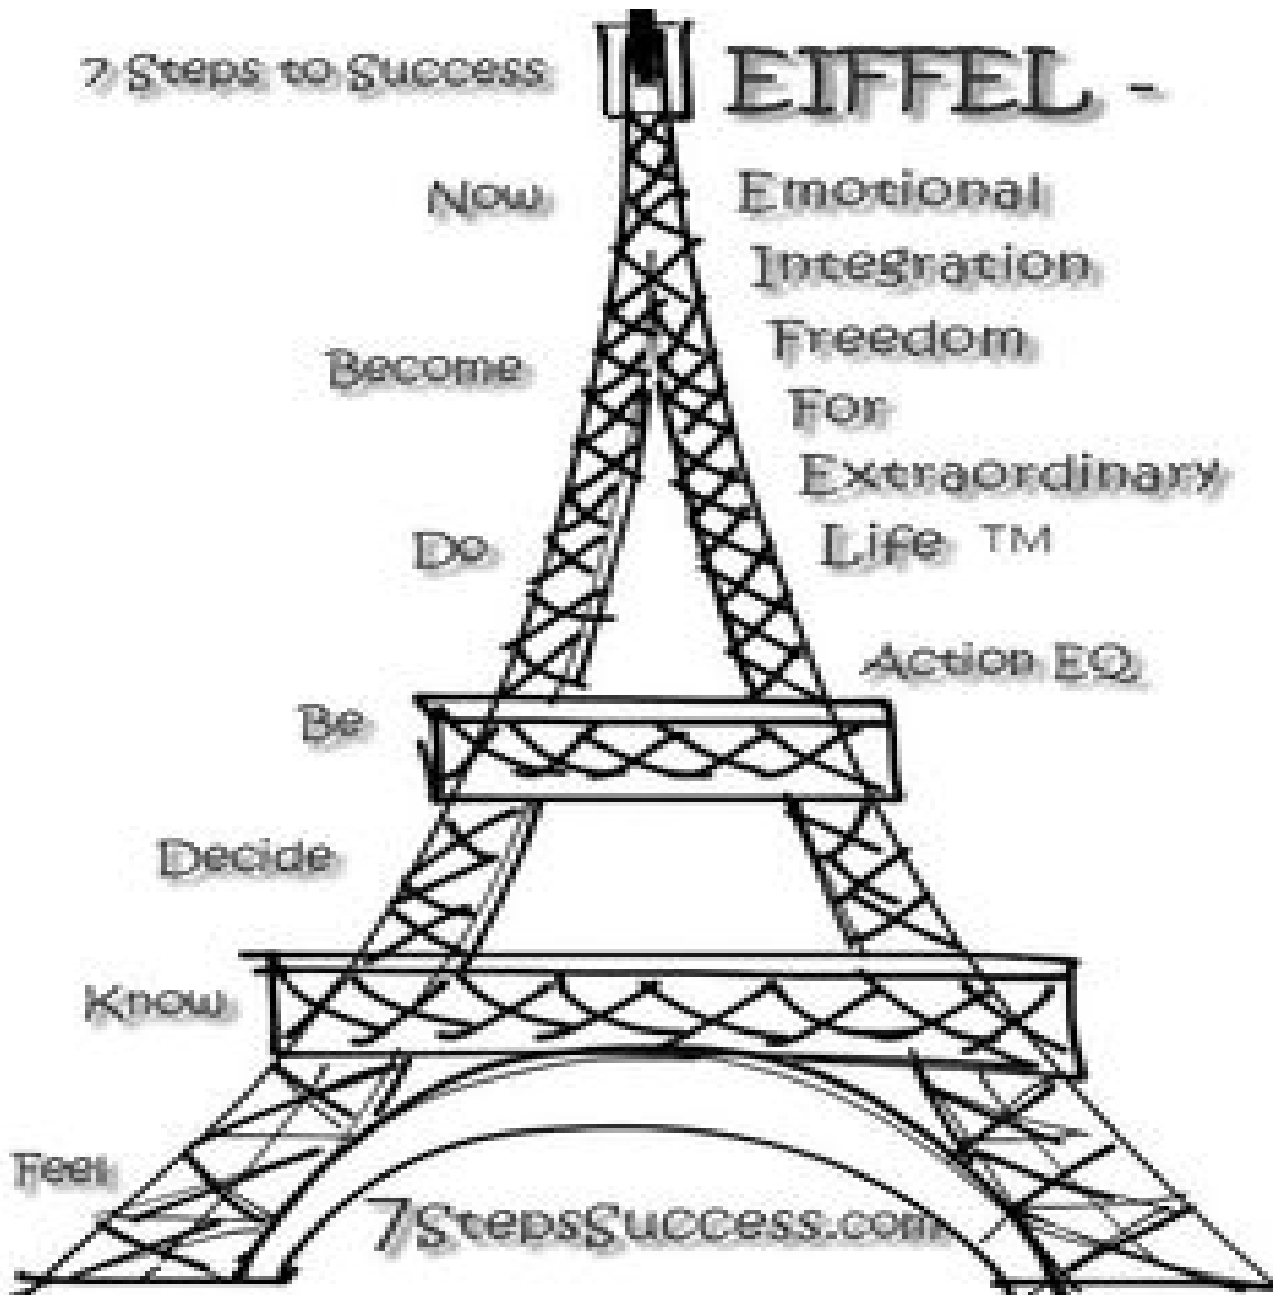 7 Steps to Success
EIFFEL -
Now
Emotional
Integration
Freedom
Become
For
Extraordinary
Do
Life ™
Action EQ
Be
Decide
Know
Feel
7StepsSuccess.com